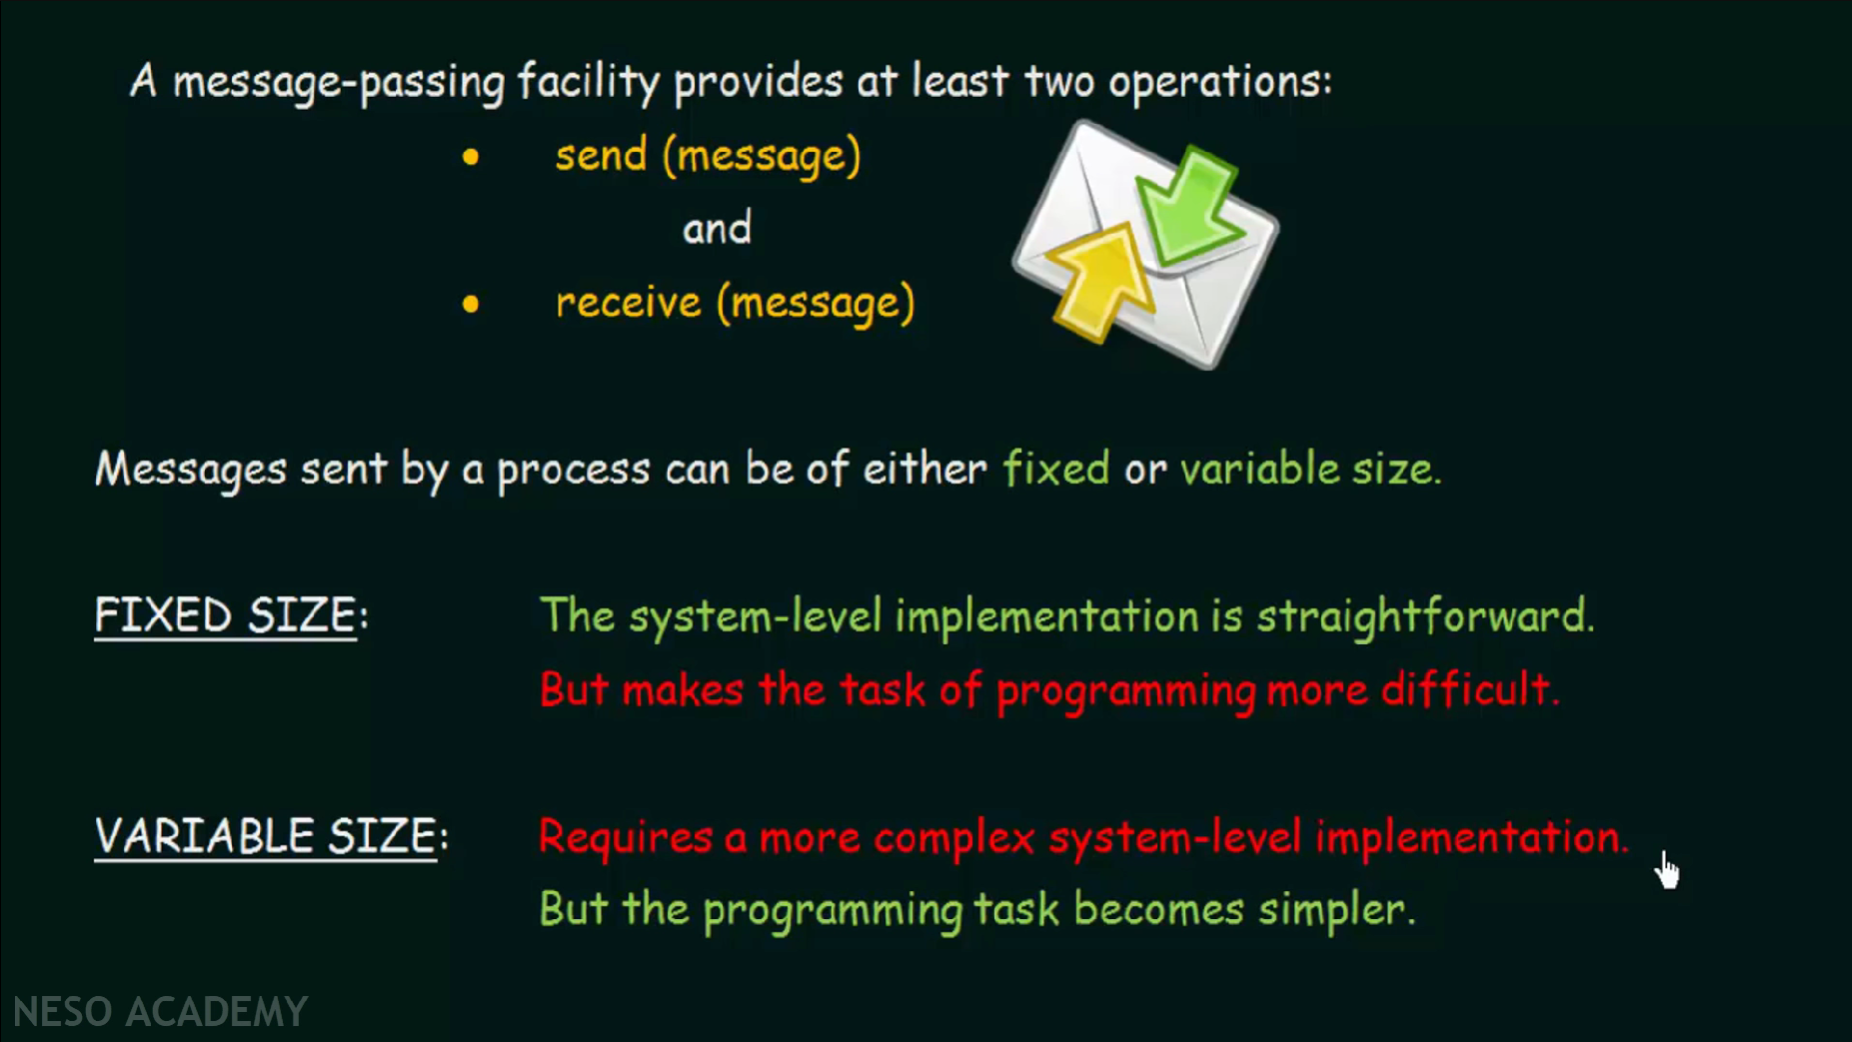 A message-passing facility provides at least two operations:
• send (message)
and
• receive (message)
Messages sent by a process can be of either fixed or variable size.
FIXED SIZE: The system-level implementation is straightforward.
But makes the task of programming more difficult.
VARIABLE SIZE: Requires a more complex system-level implementation.
But the programming task becomes simpler.
NESO ACADEMY